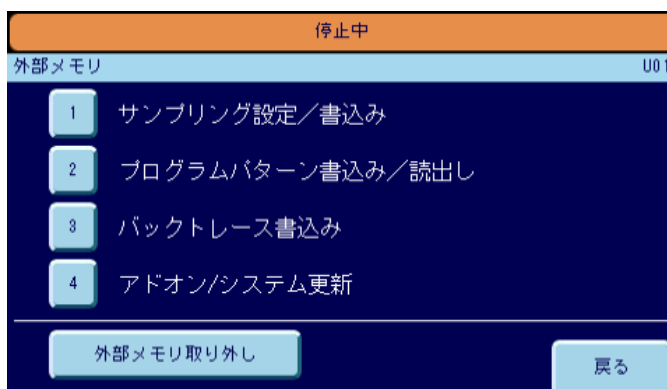 停止中
外部メモリ U01
1 サンプリング設定／書込み
2 プログラムパターン書込み／読出し
3 バックトレース書込み
4 アドオン/システム更新
外部メモリ取り外し
戻る